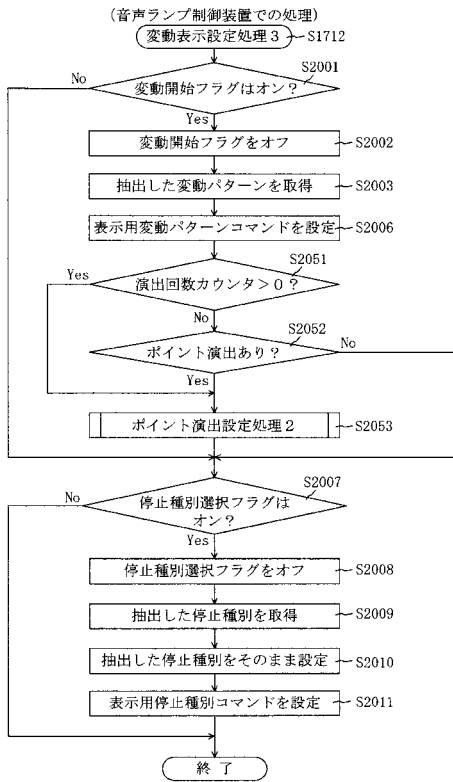 (音声ランプ制御装置での処理)
変動表示設定処理3
S1712
S2001
No
変動開始フラグはオン?
Yes
変動開始フラグをオフ
S2002
抽出した変動パターンを取得
S2003
表示用変動パターンコマンドを設定
S2006
S2051
Yes
演出回数カウンタ>0?
No
S2052
ポイント演出あり?
No
Yes
ポイント演出設定処理2
S2053
S2007
No
停止種別選択フラグは
オン?
Yes
停止種別選択フラグをオフ
S2008
抽出した停止種別を取得
S2009
抽出した停止種別をそのまま設定
S2010
表示用停止種別コマンドを設定
S2011
終了